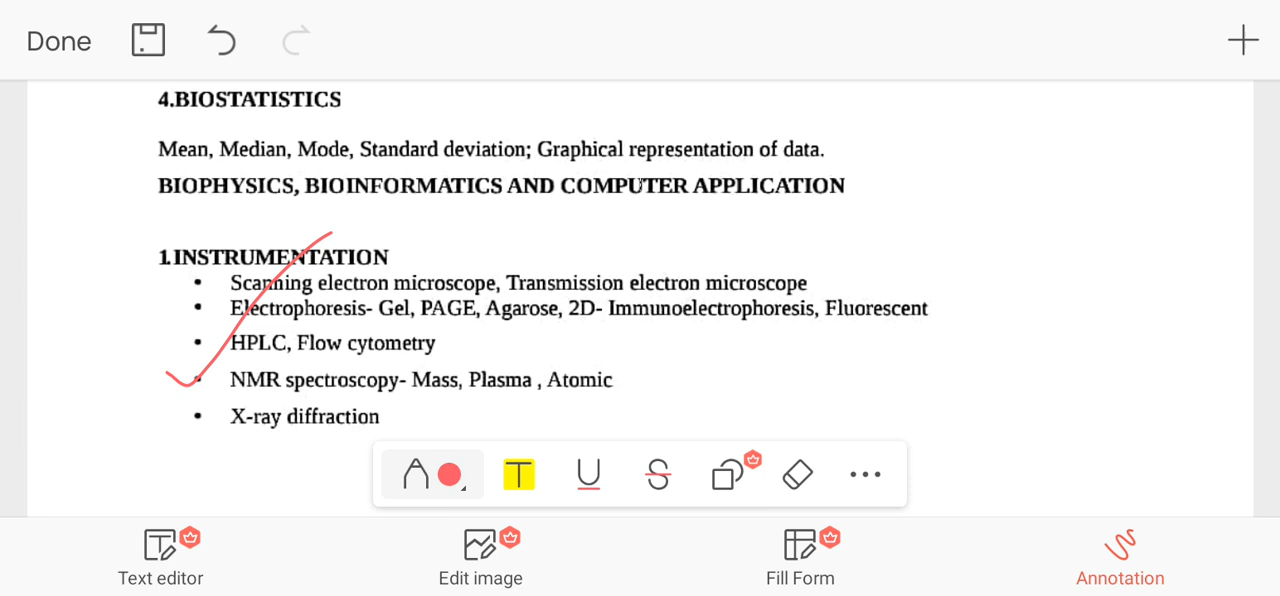 Done
4.BIOSTATISTICS
Mean, Median, Mode, Standard deviation; Graphical representation of data.
BIOPHYSICS, BIOINFORMATICS AND COMPUTER APPLICATION
1.INSTRUMENTATION
• Scanning electron microscope, Transmission electron microscope
• Electrophoresis- Gel, PAGE, Agarose, 2D- Immunoelectrophoresis, Fluorescent
• HPLC, Flow cytometry
• NMR spectroscopy- Mass, Plasma , Atomic
• X-ray diffraction
Text editor
Edit image
Fill Form
Annotation